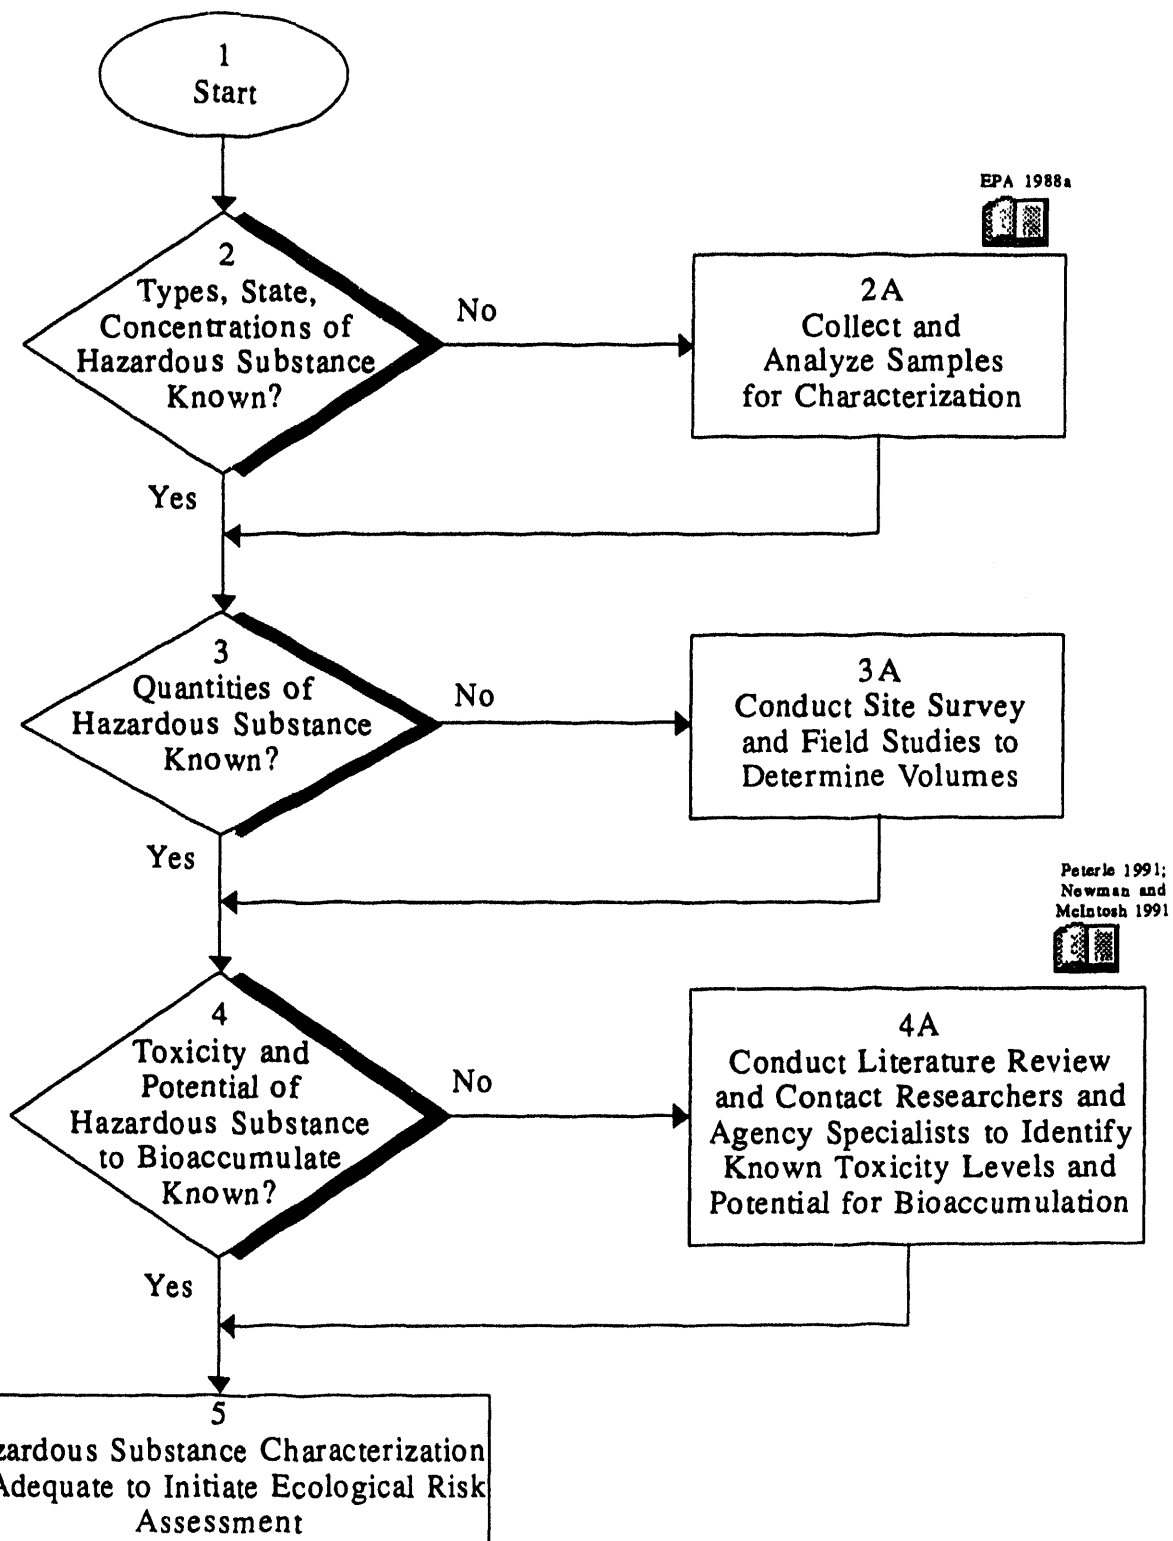 1
Start
2
Types, State,
Concentrations of
Hazardous Substance
Known?
No
EPA 1988a
2A
Collect and
Analyze Samples
for Characterization
Yes
3
Quantities of
Hazardous Substance
Known?
No
3A
Conduct Site Survey
and Field Studies to
Determine Volumes
Yes
4
Toxicity and
Potential of
Hazardous Substance
to Bioaccumulate
Known?
No
Peterle 1991;
Newman and
McIntosh 1991
4A
Conduct Literature Review
and Contact Researchers and
Agency Specialists to Identify
Known Toxicity Levels and
Potential for Bioaccumulation
Yes
5
zardous Substance Characterization
Adequate to Initiate Ecological Risk
Assessment